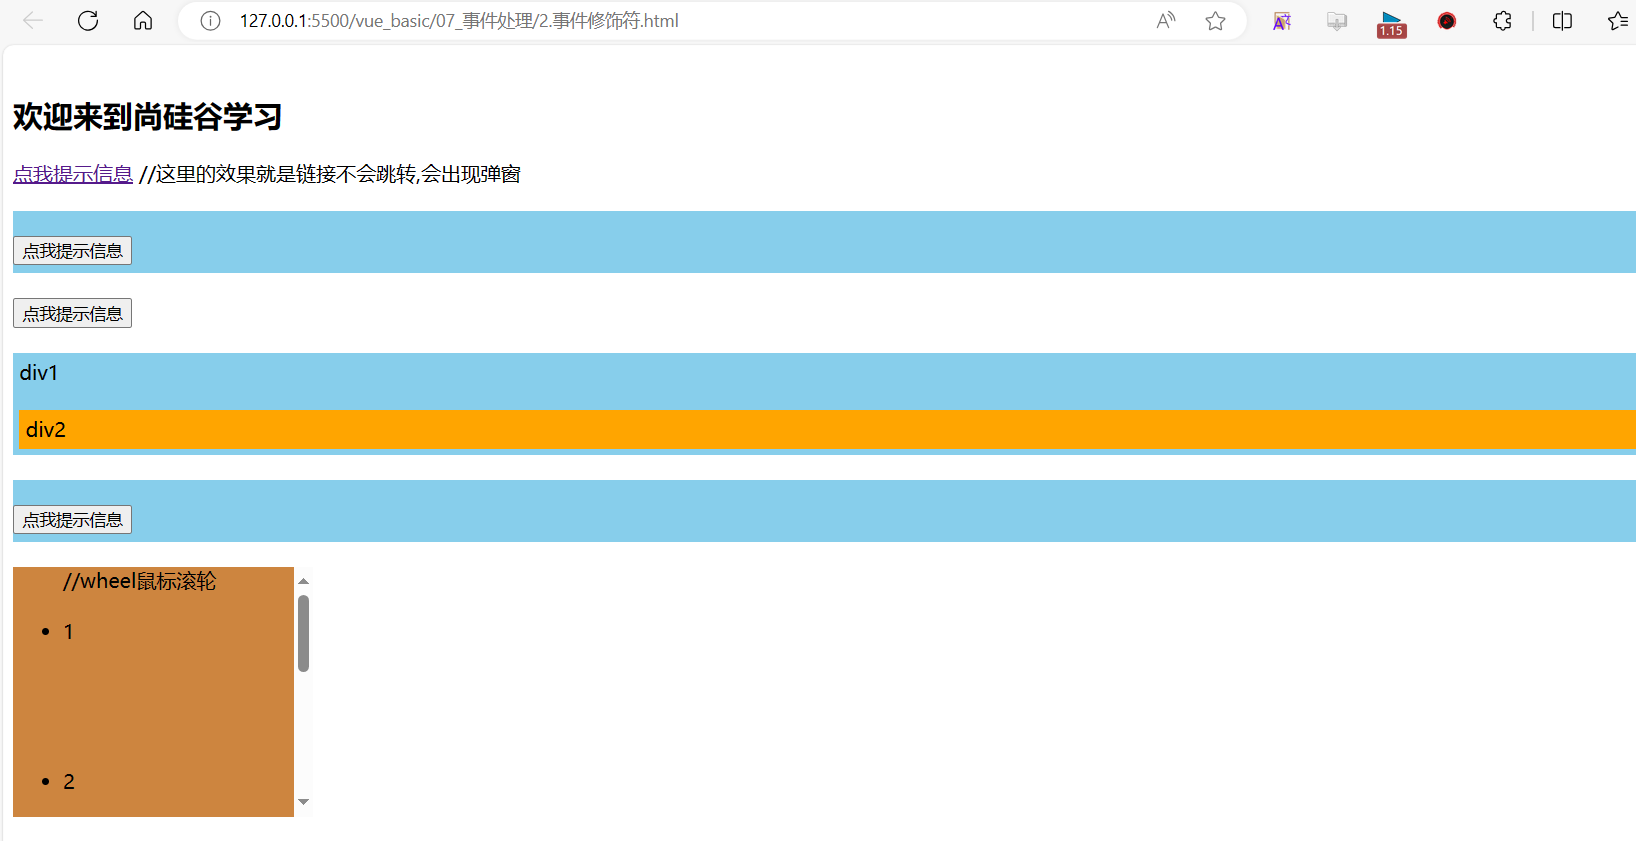 127.0.0.1:5500/vue_basic/07_事件处理/2.事件修饰符.html
1.15
欢迎来到尚硅谷学习
点我提示信息 //这里的效果就是链接不会跳转,会出现弹窗
点我提示信息
点我提示信息
div1
div2
点我提示信息
//wheel鼠标滚轮
1
2